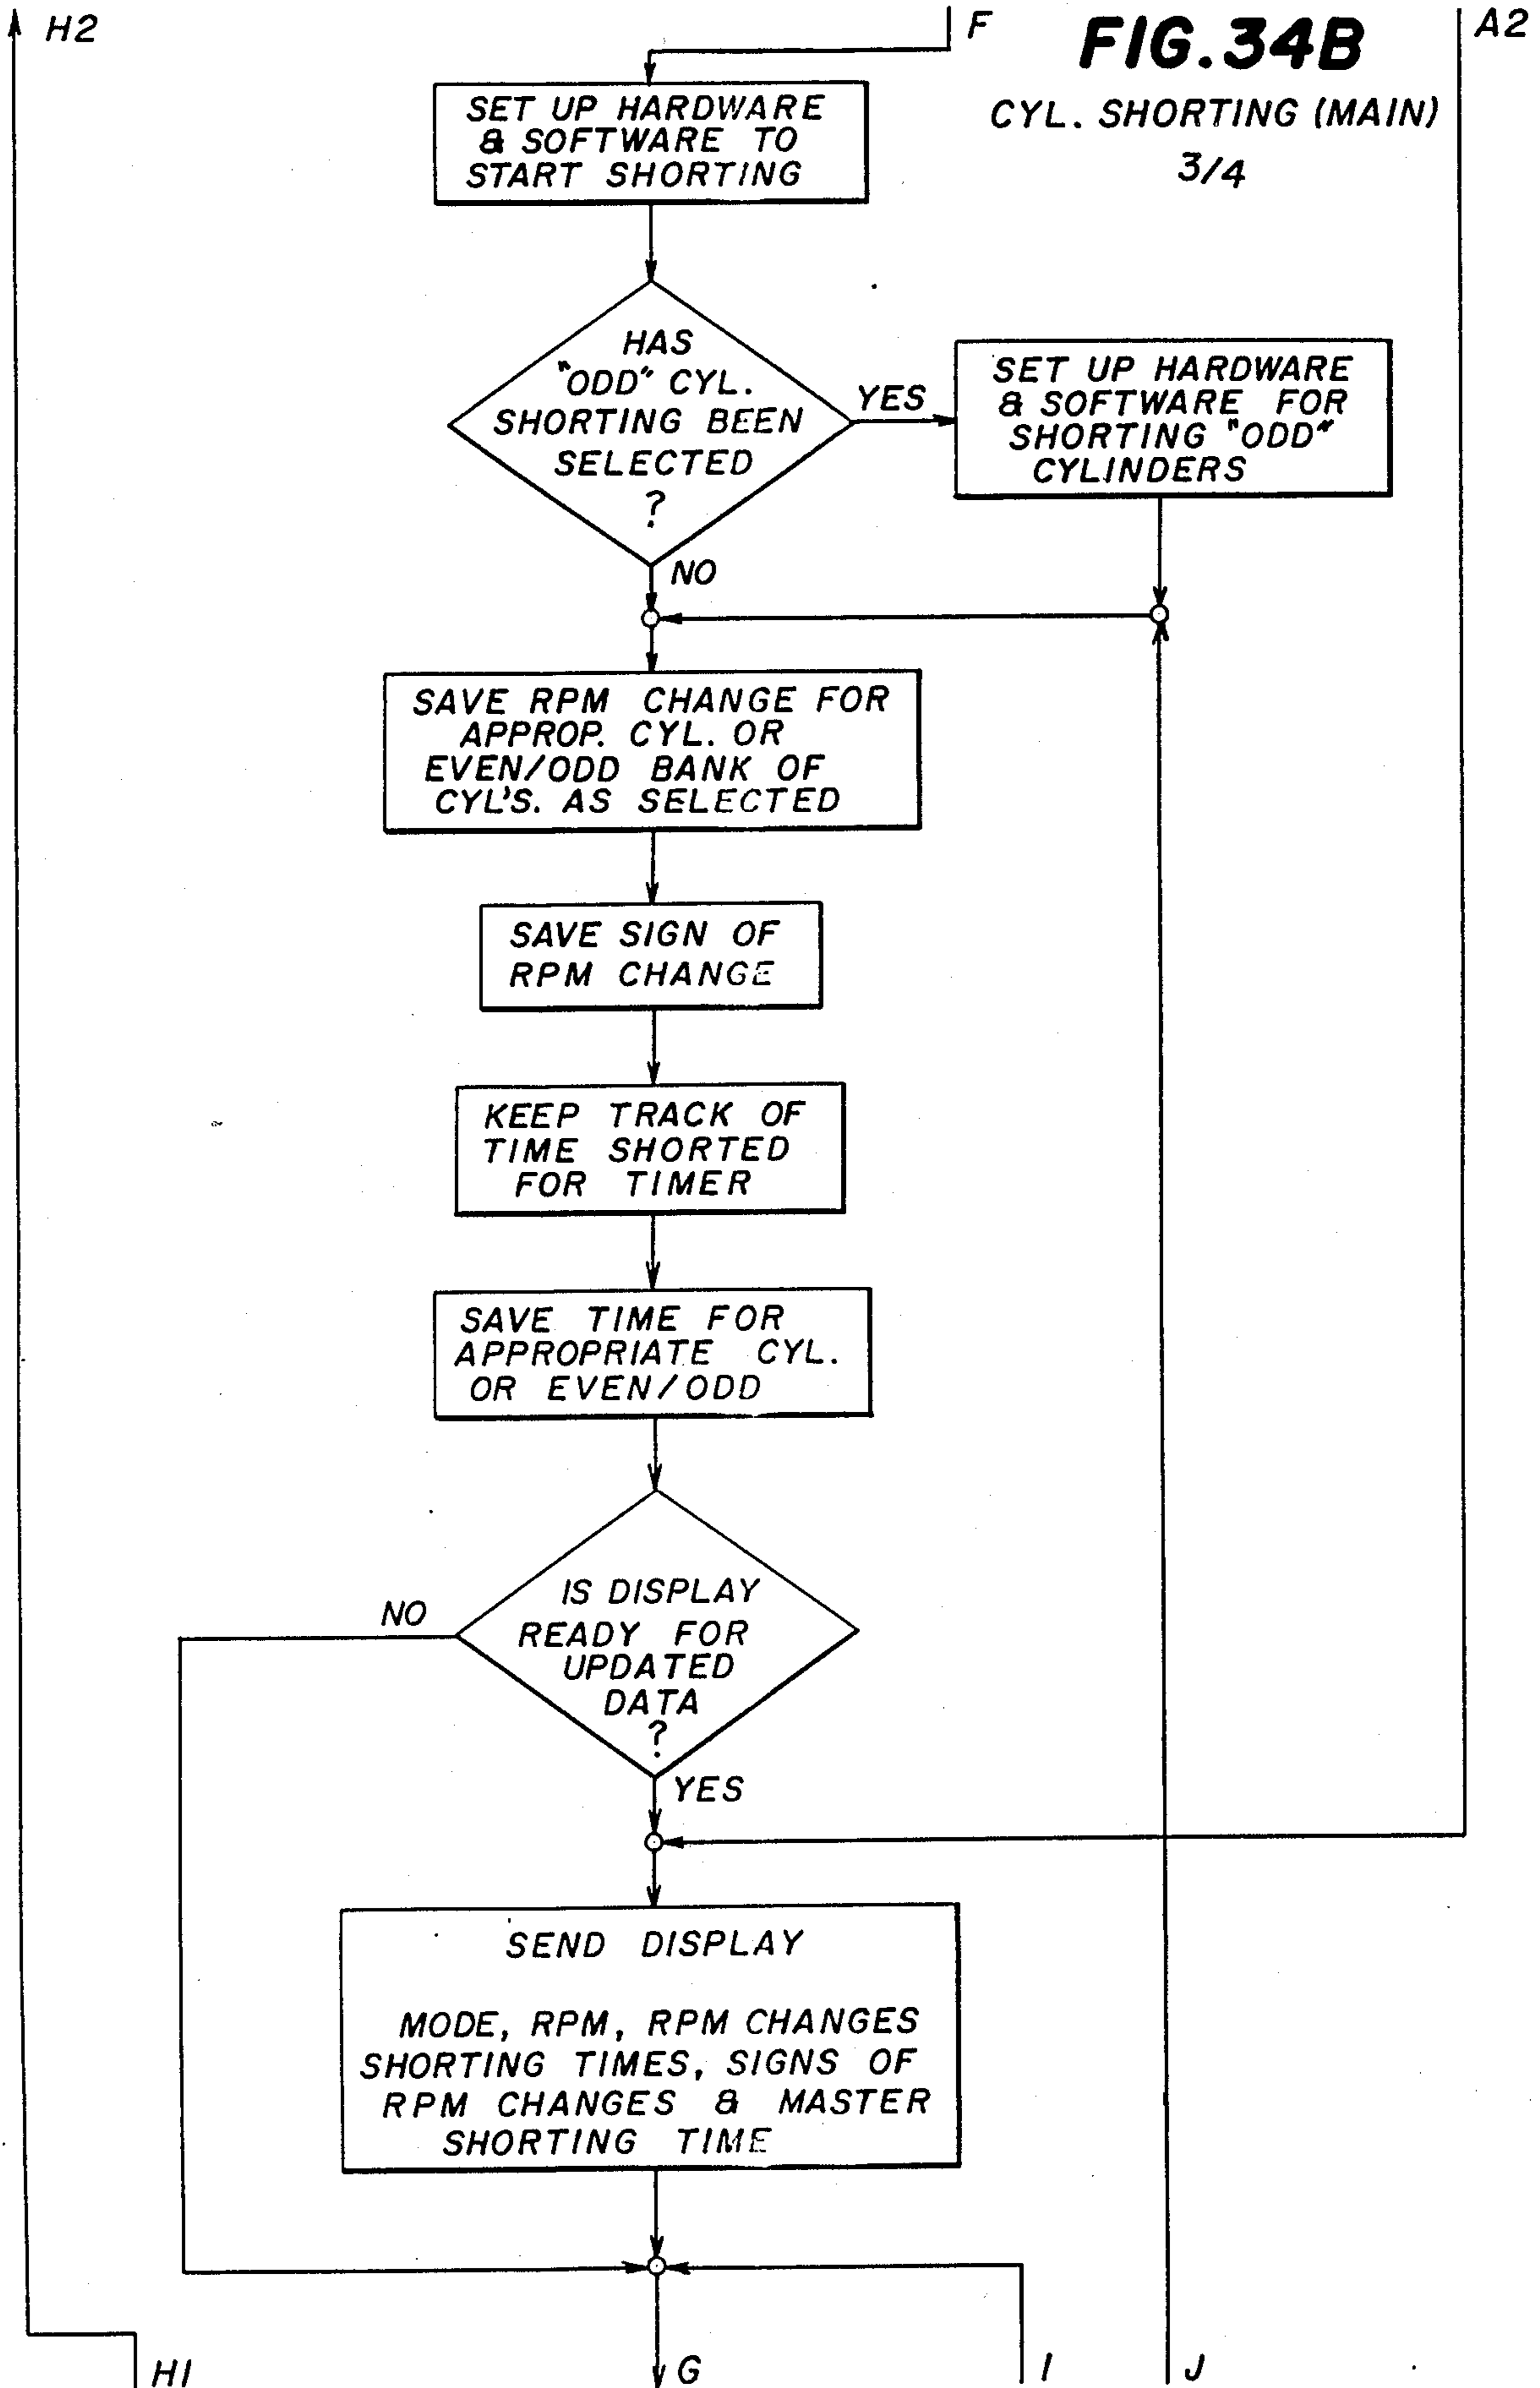 H2
F
FIG.34B
A2
CYL. SHORTING (MAIN)
3/4
SET UP HARDWARE
& SOFTWARE TO
START SHORTING
HAS
"ODD" CYL.
SHORTING BEEN
SELECTED
?
YES
SET UP HARDWARE
& SOFTWARE FOR
SHORTING "ODD"
CYLINDERS
NO
SAVE RPM CHANGE FOR
APPROP. CYL. OR
EVEN/ODD BANK OF
CYL'S. AS SELECTED
SAVE SIGN OF
RPM CHANGE
KEEP TRACK OF
TIME SHORTED
FOR TIMER
SAVE TIME FOR
APPROPRIATE CYL.
OR EVEN/ODD
IS DISPLAY
READY FOR
UPDATED
DATA
?
NO
YES
SEND DISPLAY
MODE, RPM, RPM CHANGES
SHORTING TIMES, SIGNS OF
RPM CHANGES & MASTER
SHORTING TIME
H1
G
I
J